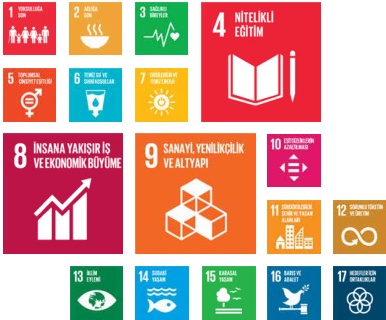 1 YOKSULLUĞA
SON
2 AÇLIĞA
SON
3 SAĞLIKLI
BİREYLER
4 NİTELİKLİ
EĞİTİM
5 TOPLUMSAL
CİNSİYET EŞİTLİĞİ
6 TEMİZ SU VE
7 ERİŞİLEBİLİR VE
TEMİZ ENERJİ
8 İNSANA YAKIŞIR İŞ
VE EKONOMİK BÜYÜME
9 SANAYİ, YENİLİKÇİLİK
VE ALTYAPI
10 EŞİTSİZLİKLERİN
AZALTILMASI
11 SÜRDÜRÜLEBİLİR
ŞEHİR VE YAŞAM
ALANLARI
12 SORUMLU TÜKETİM
VE ÜRETİM
13 İKLİM
EYLEMİ
14 SUDAKİ
YAŞAM
15 KARASAL
YAŞAM
16 BARIŞ VE
ADALET
17 HEDEFLER İÇİN
ORTAKLIKLAR